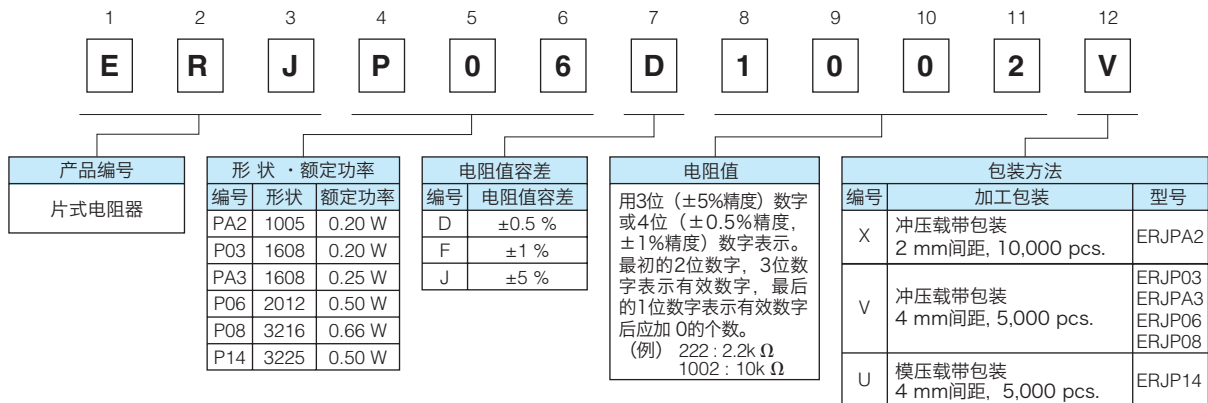 1 2 3 4 5 6 7 8 9 10 11 12
E R J P 0 6 D 1 0 0 2 V
产品编号
片式电阻器
形 状 ・额定功率
编号 形状 额定功率
PA2 1005 0.20 W
P03 1608 0.20 W
PA3 1608 0.25 W
P06 2012 0.50 W
P08 3216 0.66 W
P14 3225 0.50 W
电阻值容差
编号 电阻值容差
D ±0.5 %
F ±1 %
J ±5 %
电阻值
用3位（±5%精度）数字
或4位（±0.5%精度,
±1%精度）数字表示。
最初的2位数字，3位数
字表示有效数字，最后
的1位数字表示有效数字
后应加 0的个数。
（例） 222 : 2.2k Ω
1002 : 10k Ω
包装方法
编号 加工包装 型号
X 冲压载带包装
2 mm间距, 10,000 pcs. ERJPA2
V 冲压载带包装
4 mm间距, 5,000 pcs.
ERJP03
ERJPA3
ERJP06
ERJP08
U 模压载带包装
4 mm间距, 5,000 pcs. ERJP14